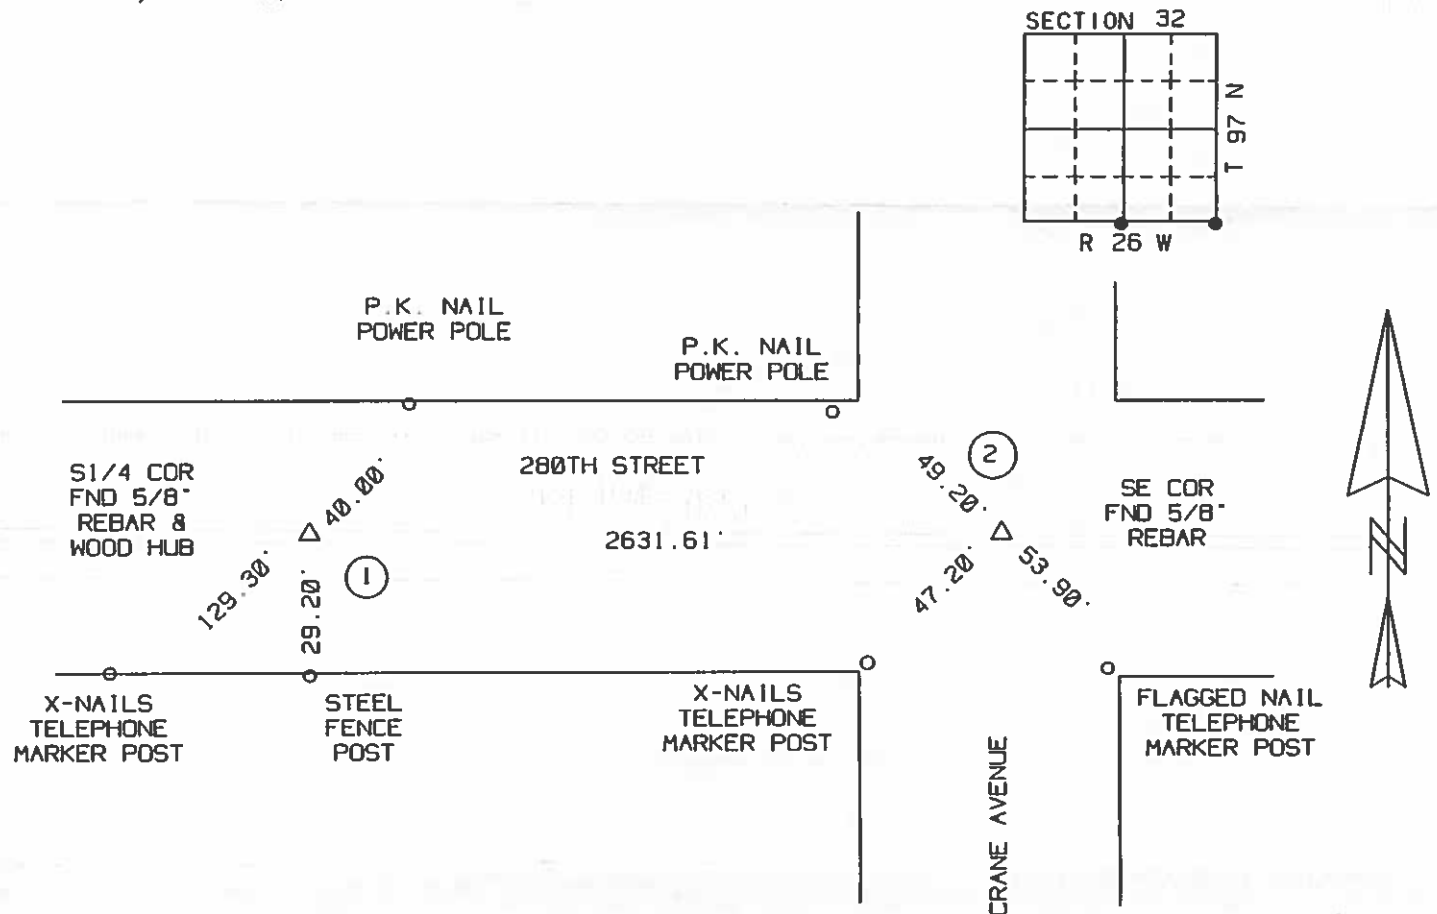 SECTION 32
T 97 N
R 26 W
P.K. NAIL
POWER POLE
P.K. NAIL
POWER POLE
S1/4 COR
FND 5/8"
REBAR &
WOOD HUB
40.00'
129.30'
29.20'
1
280TH STREET
2631.61'
2
49.20'
47.20'
53.90'
SE COR
FND 5/8"
REBAR
N
X-NAILS
TELEPHONE
MARKER POST
STEEL
FENCE
POST
X-NAILS
TELEPHONE
MARKER POST
FLAGGED NAIL
TELEPHONE
MARKER POST
CRANE AVENUE